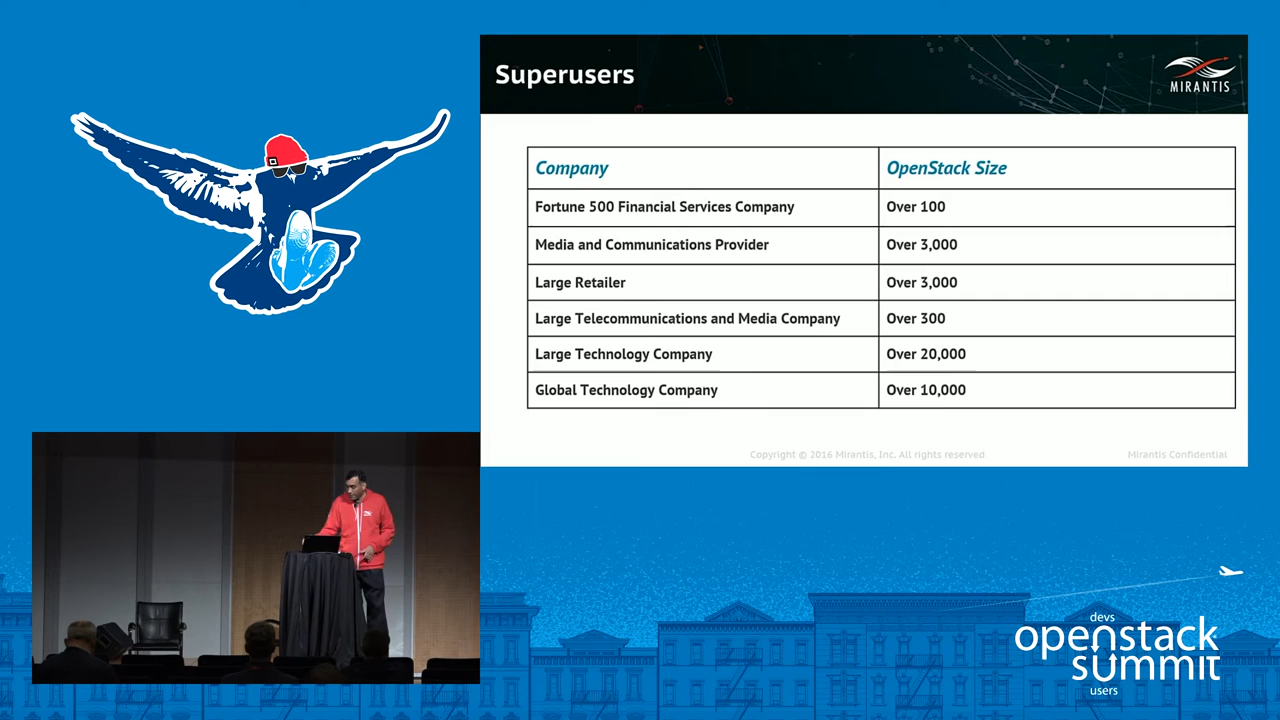 Superusers
MIRANTIS
Company OpenStack Size
Fortune 500 Financial Services Company Over 100
Media and Communications Provider Over 3,000
Large Retailer Over 3,000
Large Telecommunications and Media Company Over 300
Large Technology Company Over 20,000
Global Technology Company Over 10,000
Copyright © 2016 Mirantis, Inc. All rights reserved Mirantis Confidential
devs
openstack
summit
users